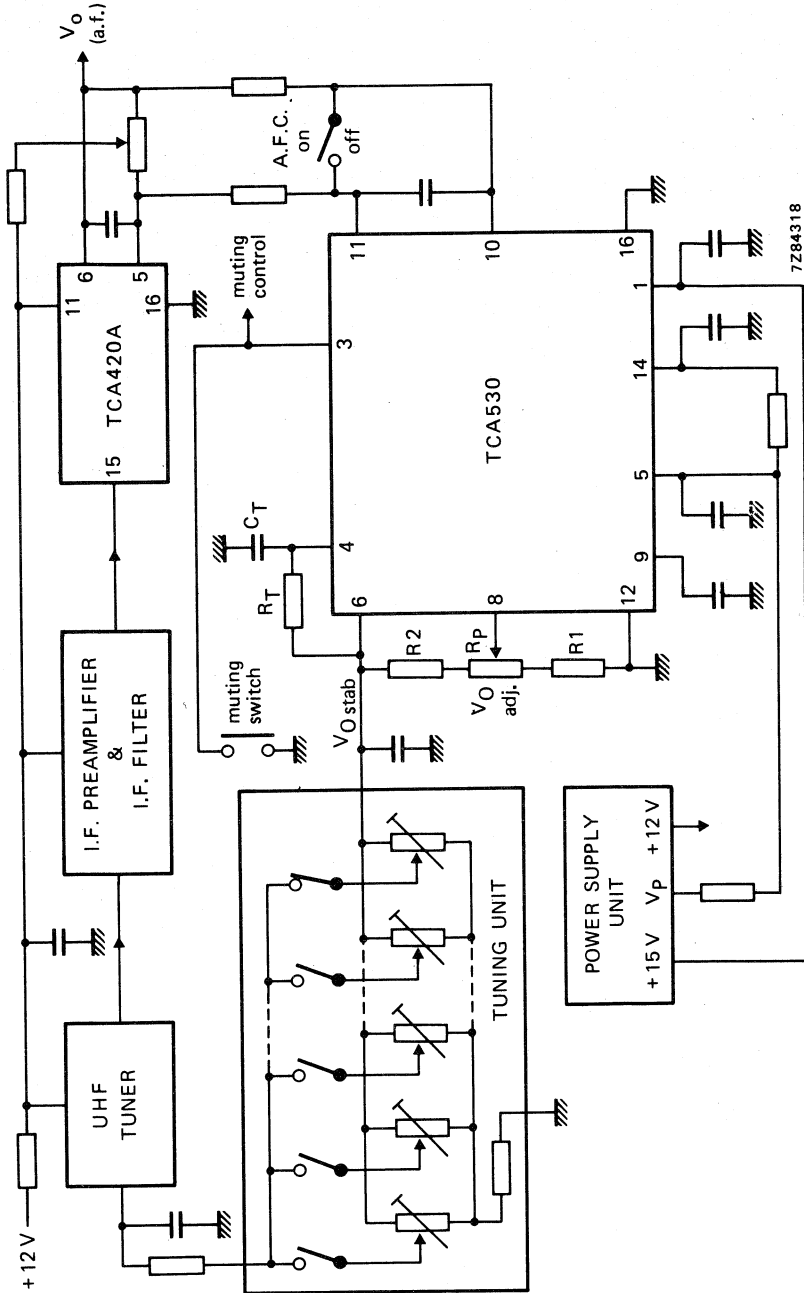 +12 V
UHF
TUNER
I.F. PREAMPLIFIER
&
I.F. FILTER
15
TCA420A
11
6
5
16
Vo
(a.f.)
A.F.C.
on
off
muting
control
muting
switch
RT
CT
VO stab
R2
RP
VO
adj.
R1
TCA530
3
4
6
8
12
9
5
14
1
16
10
11
TUNING UNIT
POWER SUPPLY
UNIT
+15 V
VP
+12 V
7Z84318